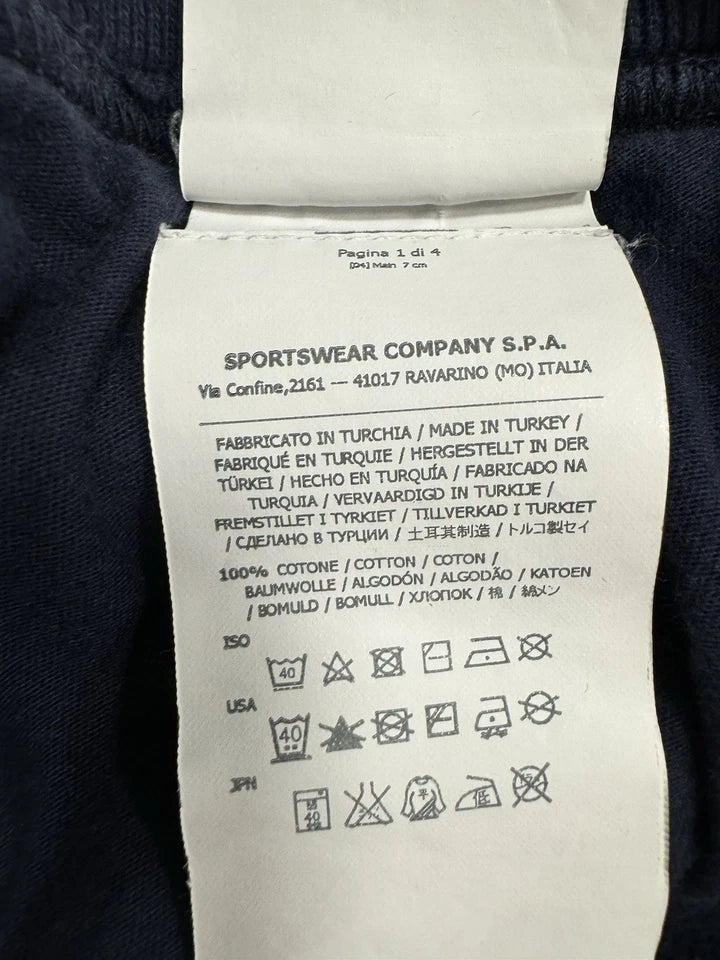 Pagina 1 di 4
[04] Main 7 cm
SPORTSWEAR COMPANY S.P.A.
Via Confine,2161 --- 41017 RAVARINO (MO) ITALIA
FABBRICATO IN TURCHIA / MADE IN TURKEY /
FABRIQUÉ EN TURQUIE / HERGESTELLT IN DER
TÜRKEI / HECHO EN TURQUÍA / FABRICADO NA
TURQUIA / VERVAARDIGD IN TURKIJE /
FREMSTILLET I TYRKIET / TILLVERKAD I TURKIET
/ СДЕЛАНО В ТУРЦИИ / 土耳其制造 / トルコ製セイ
100% COTONE / COTTON / COTON /
BAUMWOLLE / ALGODÓN / ALGODÃO / KATOEN
/ BOMULD / BOMULL / ХЛОПОК / 棉 / 綿メン
ISO
40
USA
40
JPN
40
平
低